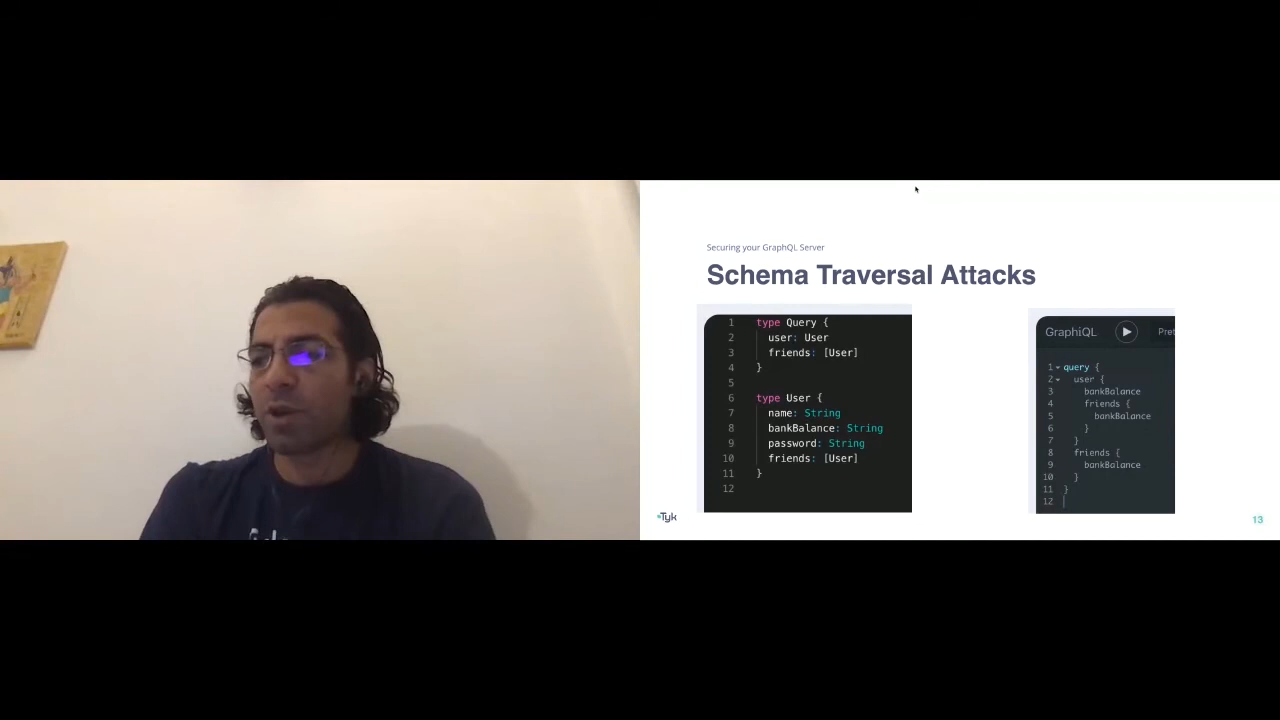 Securing your GraphQL Server
Schema Traversal Attacks
1 type Query {
2 user: User
3 friends: [User]
4 }
5
6 type User {
7 name: String
8 bankBalance: String
9 password: String
10 friends: [User]
11 }
12
GraphiQL
1 query {
2 user {
3 bankBalance
4 friends {
5 bankBalance
6 }
7 }
8 friends {
9 bankBalance
10 }
11 }
12
Tyk
13